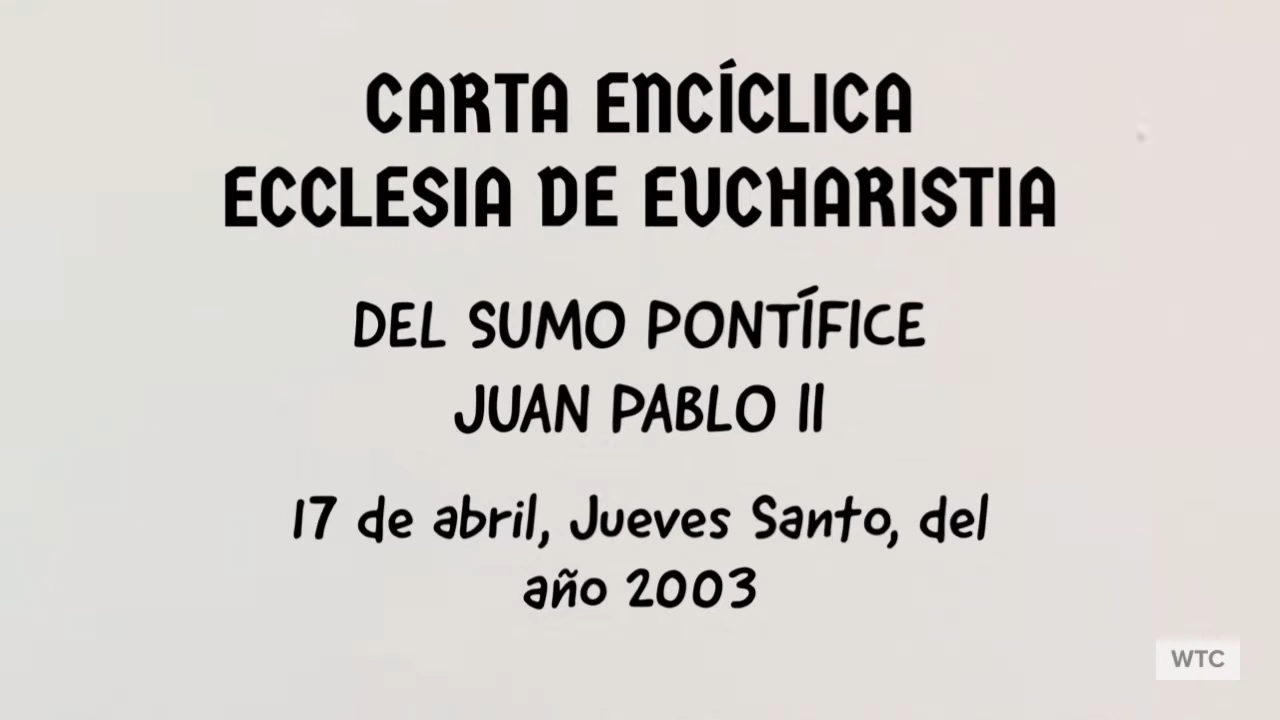 CARTA ENCÍCLICA
ECCLESIA DE EUCHARISTIA
DEL SUMO PONTÍFICE
JUAN PABLO II
17 de abril, Jueves Santo, del
año 2003
WTC